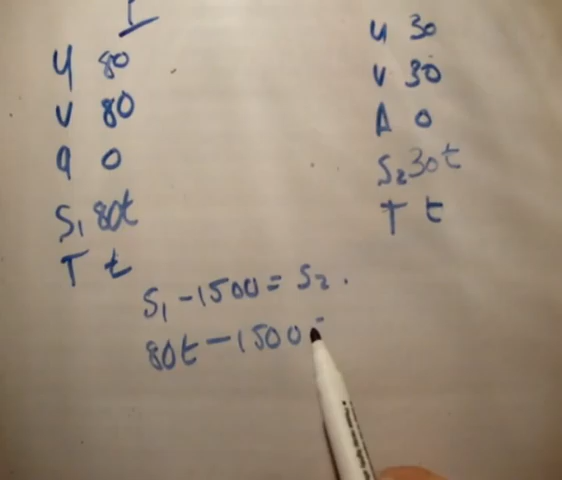 U 80
V 80
a 0
S₁ 80t
T t
U 30
V 30
A 0
S₂ 30t
T t
S₁ - 1500 = S₂.
80t - 1500 =